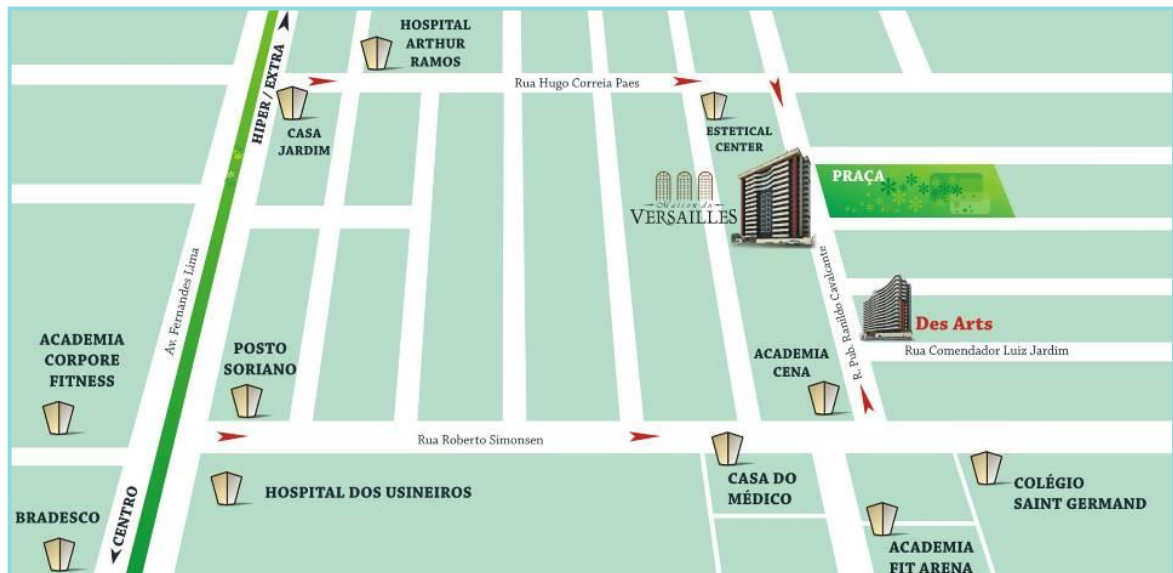 HOSPITAL
ARTHUR
RAMOS
HIPER / EXTRA
Rua Hugo Correia Paes
CASA
JARDIM
ESTETICAL
CENTER
PRAÇA
Maison de
VERSAILLES
Av. Fernandes Lima
R. Pub. Ranildo Cavalcante
Des Arts
Rua Comendador Luiz Jardim
ACADEMIA
CORPORE
FITNESS
POSTO
SORIANO
ACADEMIA
CENA
Rua Roberto Simonsen
CASA DO
MÉDICO
HOSPITAL DOS USINEIROS
COLÉGIO
SAINT GERMAND
BRADESCO
CENTRO
ACADEMIA
FIT ARENA